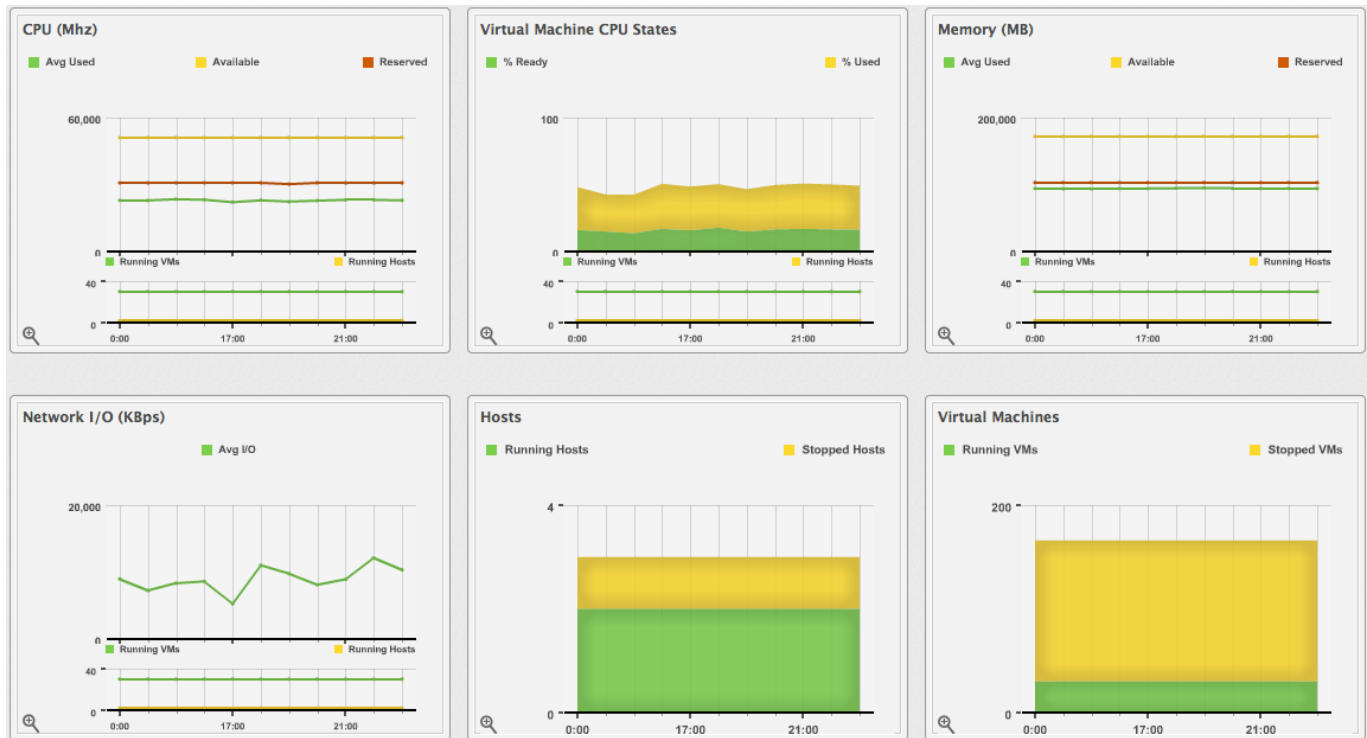 CPU (Mhz)
Avg Used Available Reserved
60,000
0
Running VMs Running Hosts
40
0
0:00 17:00 21:00
Virtual Machine CPU States
% Ready % Used
100
0
Running VMs Running Hosts
40
0
0:00 17:00 21:00
Memory (MB)
Avg Used Available Reserved
200,000
0
Running VMs Running Hosts
40
0
0:00 17:00 21:00
Network I/O (KBps)
Avg I/O
20,000
0
Running VMs Running Hosts
40
0
0:00 17:00 21:00
Hosts
Running Hosts Stopped Hosts
4
0
0:00 17:00 21:00
Virtual Machines
Running VMs Stopped VMs
200
0
0:00 17:00 21:00